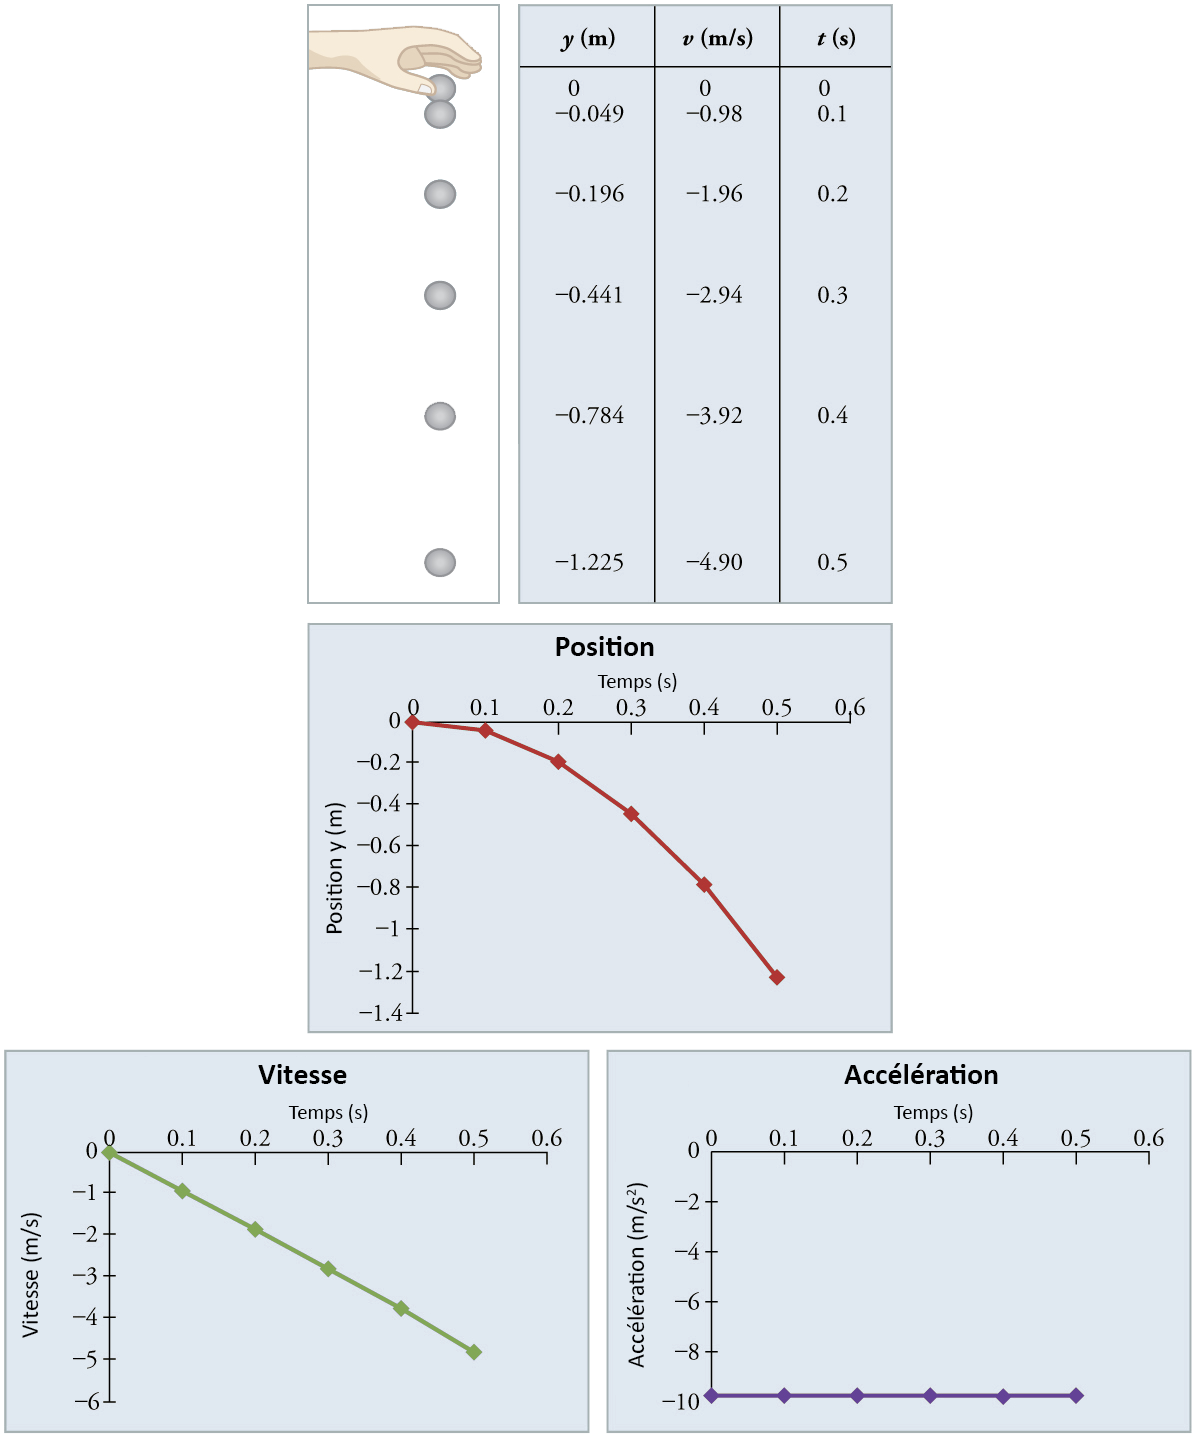 y (m) v (m/s) t (s)
0 0 0
−0.049 −0.98 0.1
−0.196 −1.96 0.2
−0.441 −2.94 0.3
−0.784 −3.92 0.4
−1.225 −4.90 0.5
Position
Temps (s)
0 0.1 0.2 0.3 0.4 0.5 0.6
0
−0.2
−0.4
−0.6
−0.8
−1
−1.2
−1.4
Position y (m)
Vitesse
Temps (s)
0 0.1 0.2 0.3 0.4 0.5 0.6
0
−1
−2
−3
−4
−5
−6
Vitesse (m/s)
Accélération
Temps (s)
0 0.1 0.2 0.3 0.4 0.5 0.6
0
−2
−4
−6
−8
−10
Accélération (m/s²)